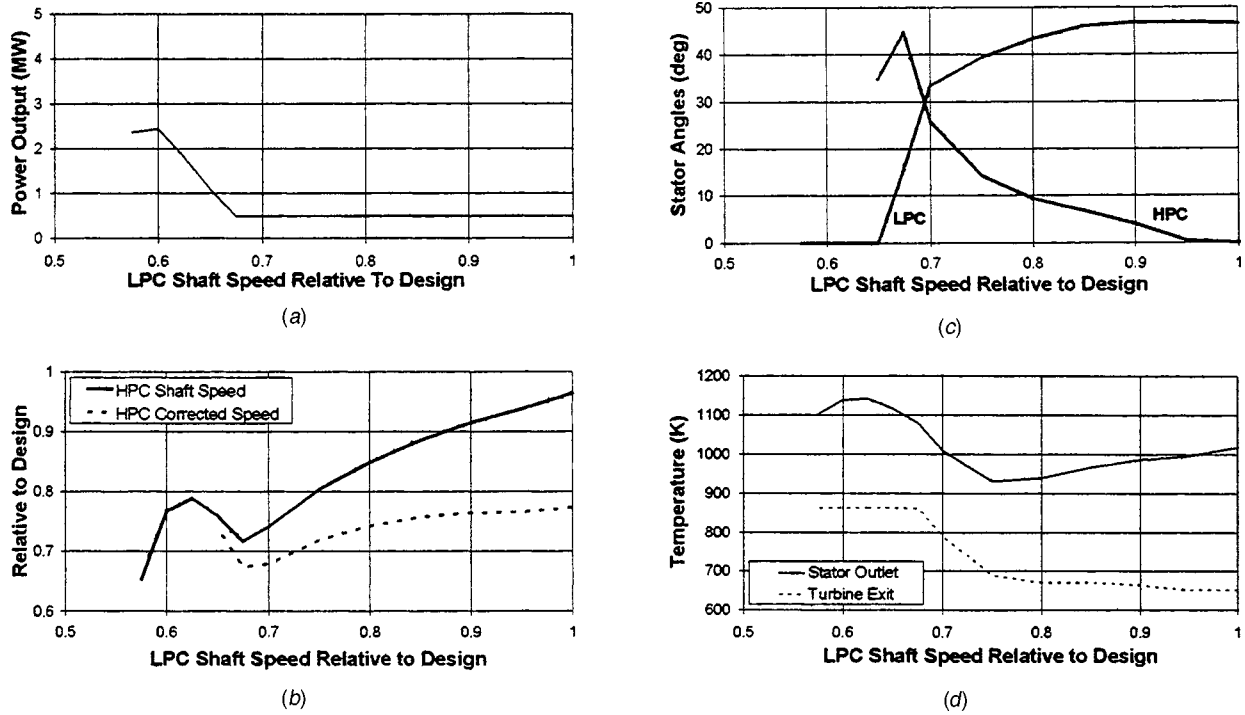 Power Output (MW)
5
4
3
2
1
0
0.5 0.6 0.7 0.8 0.9 1
LPC Shaft Speed Relative To Design
(a)
Relative to Design
1
0.9
0.8
0.7
0.6
HPC Shaft Speed
HPC Corrected Speed
0.5 0.6 0.7 0.8 0.9 1
LPC Shaft Speed Relative to Design
(b)
Stator Angles (deg)
50
40
30
20
10
0
LPC
HPC
0.5 0.6 0.7 0.8 0.9 1
LPC Shaft Speed Relative to Design
(c)
Temperature (K)
1200
1100
1000
900
800
700
600
Stator Outlet
Turbine Exit
0.5 0.6 0.7 0.8 0.9 1
LPC Shaft Speed Relative to Design
(d)